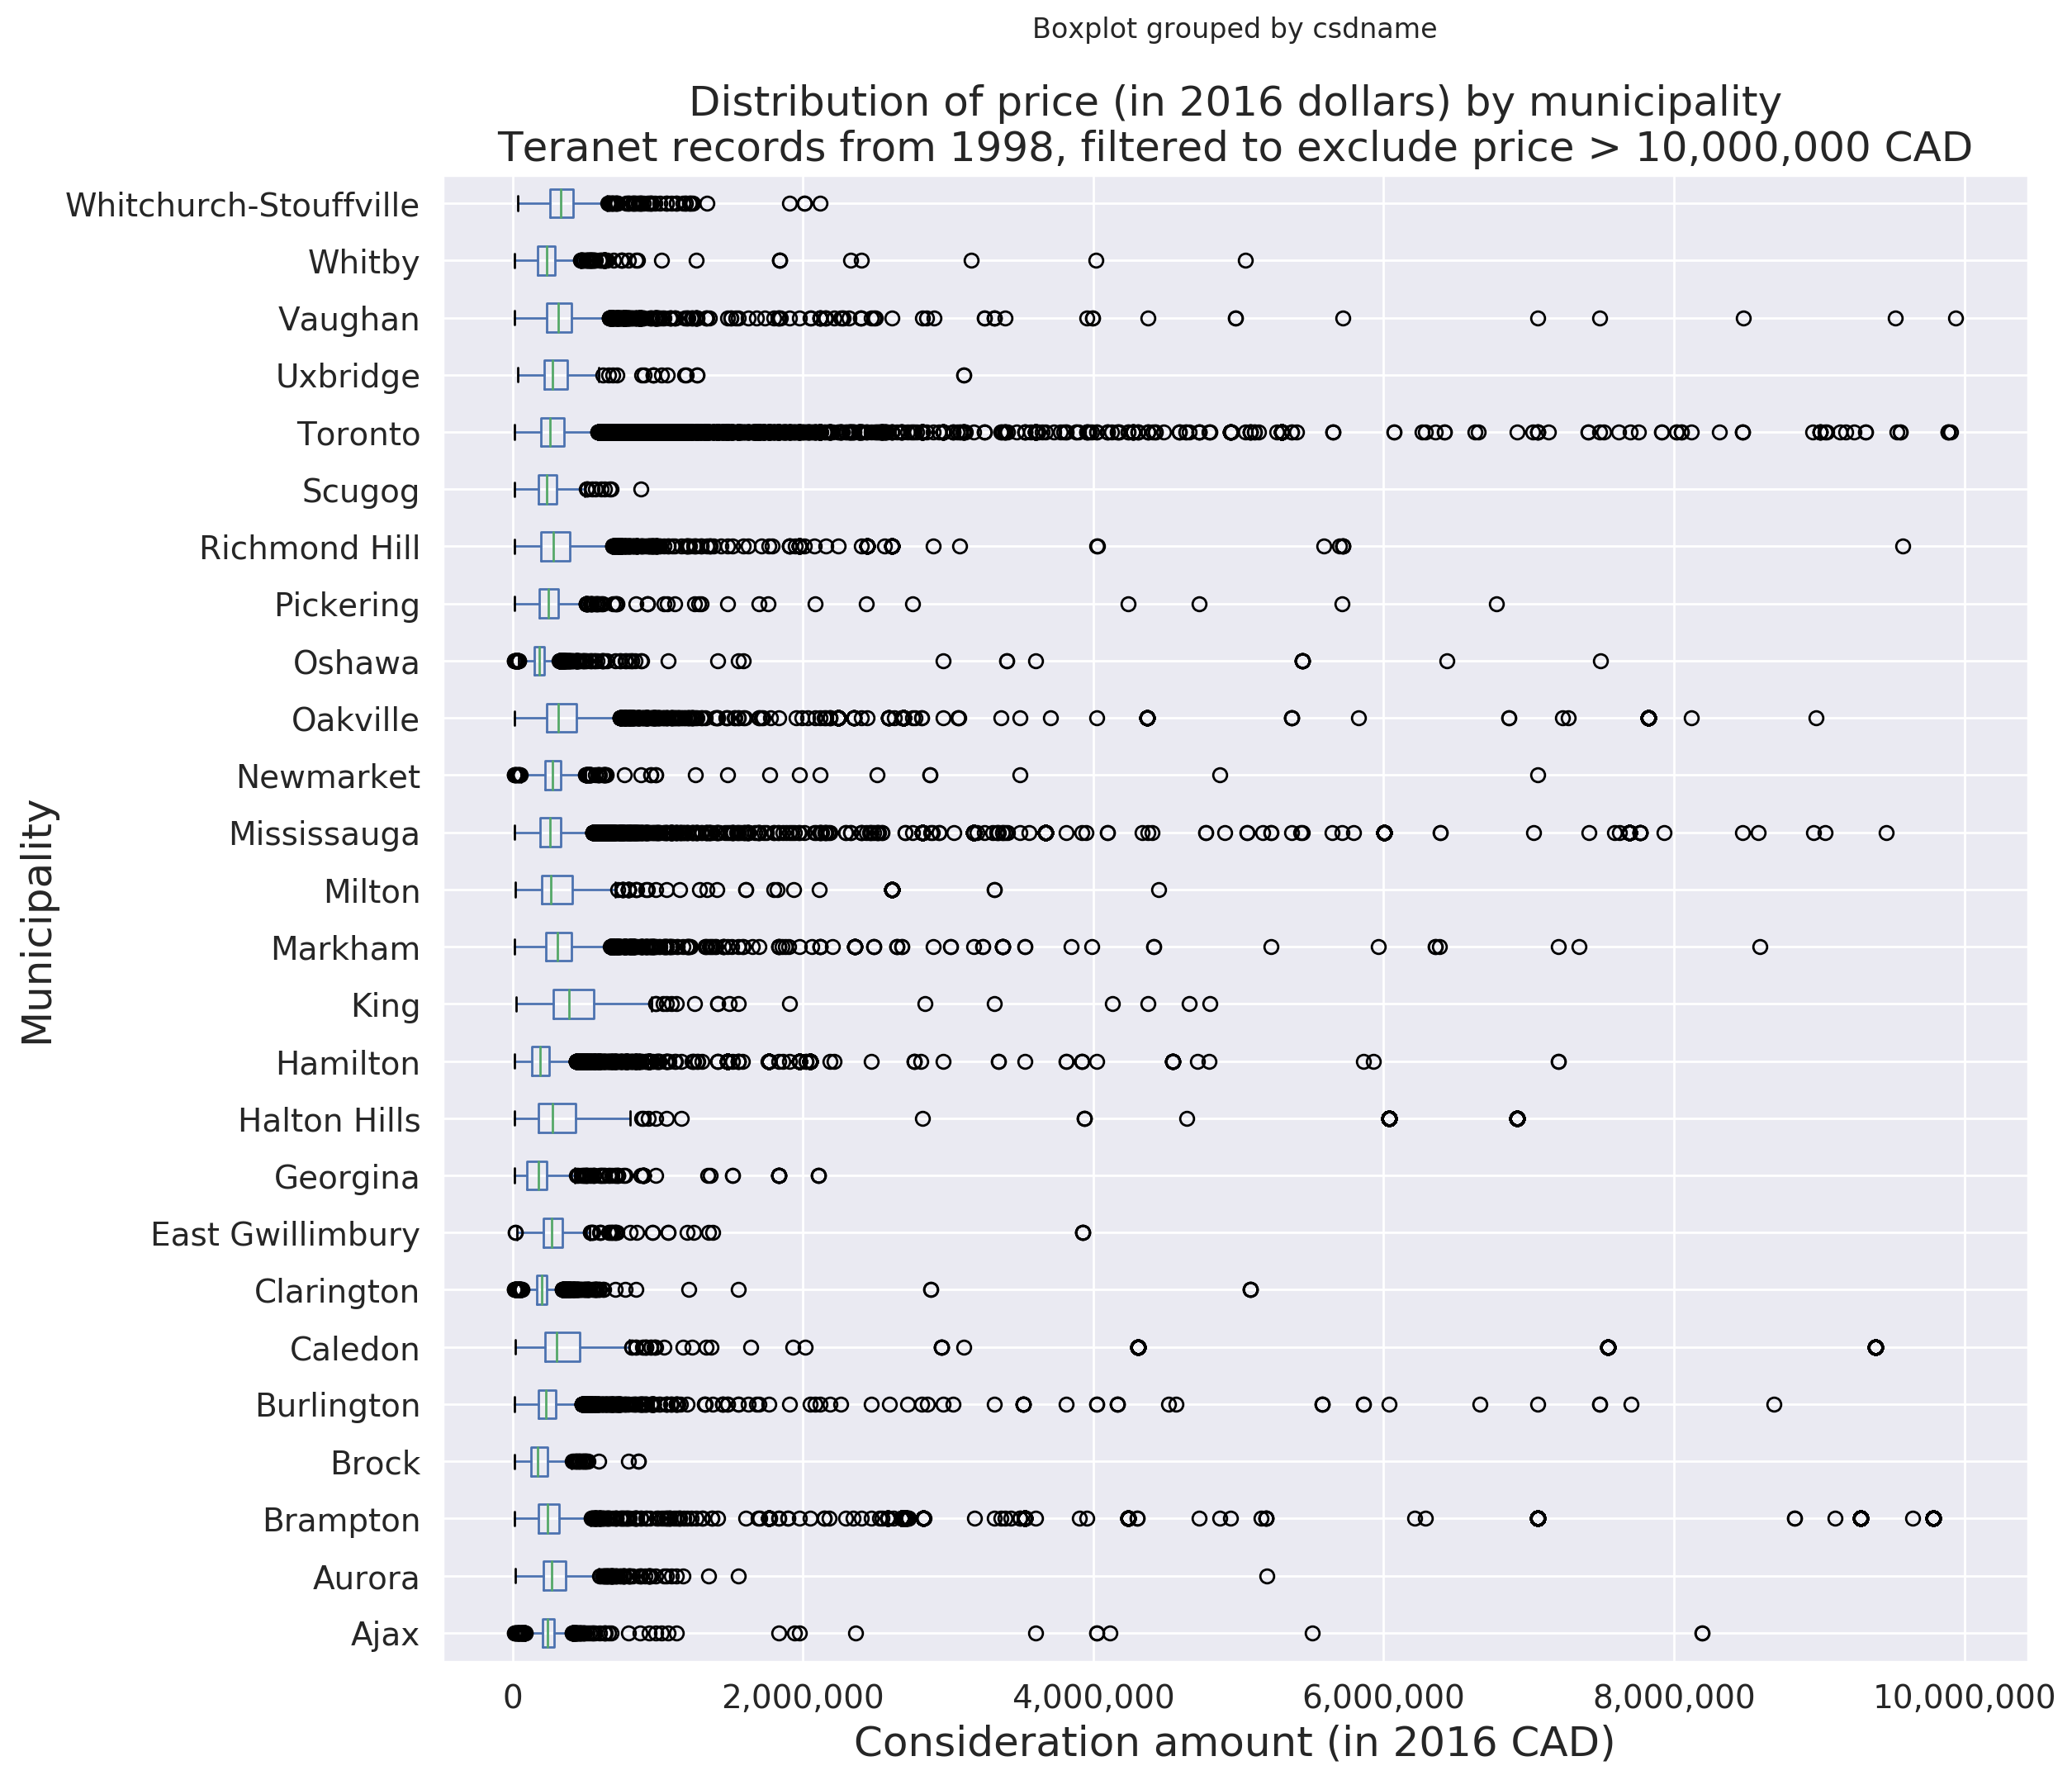 Boxplot grouped by csdname
Distribution of price (in 2016 dollars) by municipality
Teranet records from 1998, filtered to exclude price > 10,000,000 CAD
Whitchurch-Stouffville
Whitby
Vaughan
Uxbridge
Toronto
Scugog
Richmond Hill
Pickering
Oshawa
Oakville
Newmarket
Mississauga
Milton
Markham
King
Hamilton
Halton Hills
Georgina
East Gwillimbury
Clarington
Caledon
Burlington
Brock
Brampton
Aurora
Ajax
Municipality
0 2,000,000 4,000,000 6,000,000 8,000,000 10,000,000
Consideration amount (in 2016 CAD)